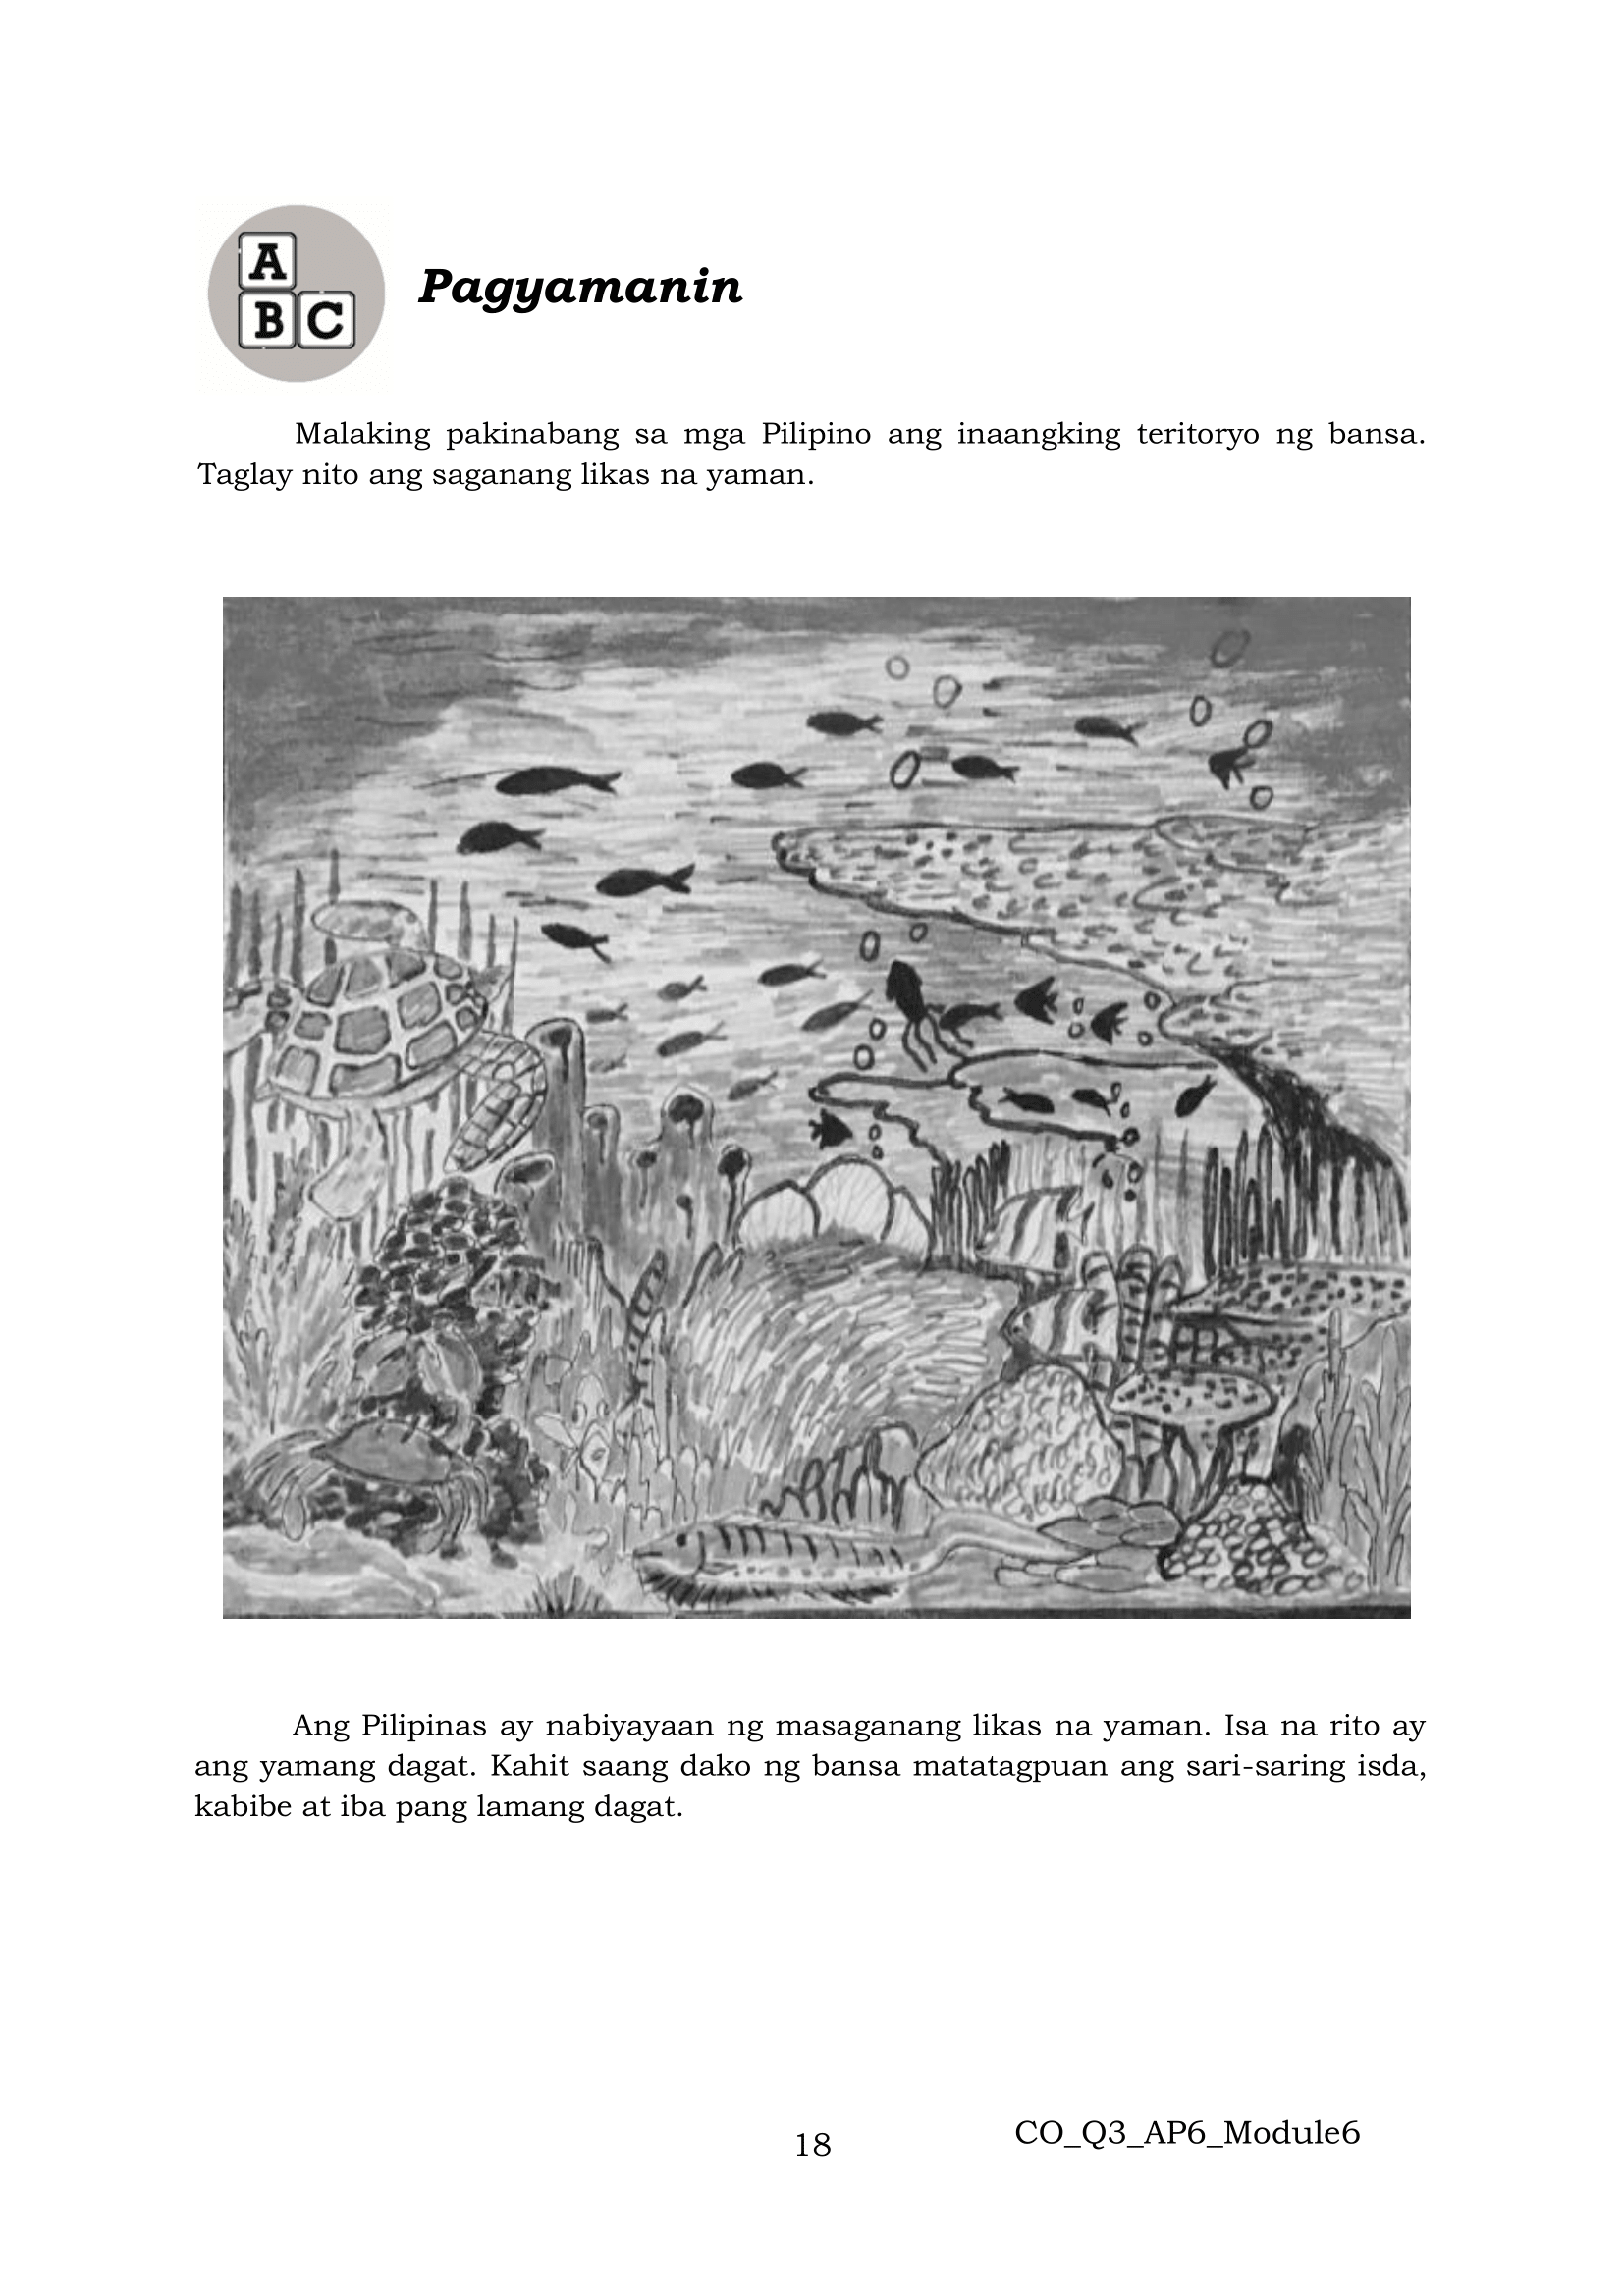 A
B C
Pagyamanin
Malaking pakinabang sa mga Pilipino ang inaangking teritoryo ng bansa.
Taglay nito ang saganang likas na yaman.
Ang Pilipinas ay nabiyayaan ng masaganang likas na yaman. Isa na rito ay
ang yamang dagat. Kahit saang dako ng bansa matatagpuan ang sari-saring isda,
kabibe at iba pang lamang dagat.
18
CO_Q3_AP6_Module6